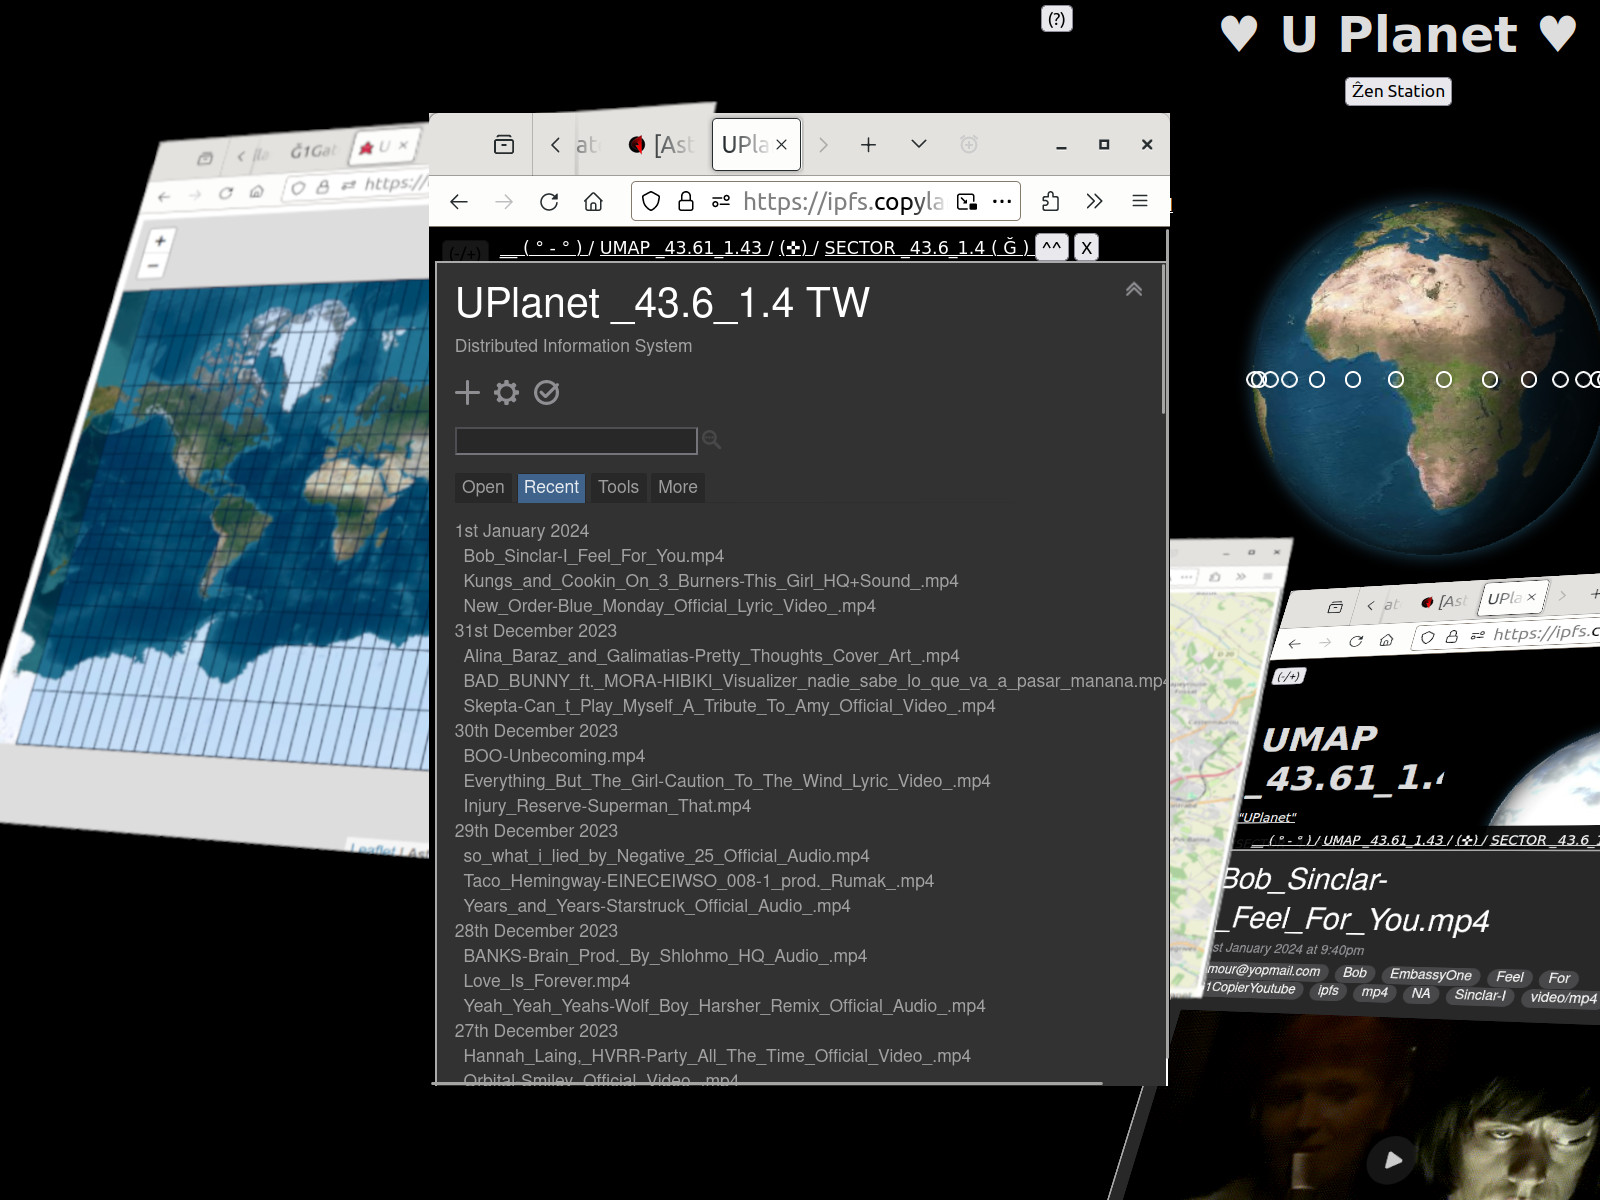 (?)
♥ U Planet ♥
Ẑen Station
Ğ1Gat
U
https://
+
−
Leaflet | Ast
at
[Ast
UPla
https://ipfs.copyla
(-/+)
__ ( ° - ° ) / UMAP _43.61_1.43 / (✜) / SECTOR _43.6_1.4 ( Ğ )
^^
X
UPlanet _43.6_1.4 TW
Distributed Information System
Open Recent Tools More
1st January 2024
Bob_Sinclar-I_Feel_For_You.mp4
Kungs_and_Cookin_On_3_Burners-This_Girl_HQ+Sound_.mp4
New_Order-Blue_Monday_Official_Lyric_Video_.mp4
31st December 2023
Alina_Baraz_and_Galimatias-Pretty_Thoughts_Cover_Art_.mp4
BAD_BUNNY_ft._MORA-HIBIKI_Visualizer_nadie_sabe_lo_que_va_a_pasar_manana.mp4
Skepta-Can_t_Play_Myself_A_Tribute_To_Amy_Official_Video_.mp4
30th December 2023
BOO-Unbecoming.mp4
Everything_But_The_Girl-Caution_To_The_Wind_Lyric_Video_.mp4
Injury_Reserve-Superman_That.mp4
29th December 2023
so_what_i_lied_by_Negative_25_Official_Audio.mp4
Taco_Hemingway-EINECEIWSO_008-1_prod._Rumak_.mp4
Years_and_Years-Starstruck_Official_Audio_.mp4
28th December 2023
BANKS-Brain_Prod._By_Shlohmo_HQ_Audio_.mp4
Love_Is_Forever.mp4
Yeah_Yeah_Yeahs-Wolf_Boy_Harsher_Remix_Official_Audio_.mp4
27th December 2023
Hannah_Laing,_HVRR-Party_All_The_Time_Official_Video_.mp4
Orbital-Smiley_Official_Video_.mp4
at
[Ast
UPla
https://ipfs.c
(-/+)
UMAP
_43.61_1.4
"UPlanet"
__ ( ° - ° ) / UMAP _43.61_1.43 / (✜) / SECTOR _43.6_1
Bob_Sinclar-
_Feel_For_You.mp4
st January 2024 at 9:40pm
mour@yopmail.com Bob EmbassyOne Feel For
1CopierYoutube ipfs mp4 NA Sinclar-I video/mp4